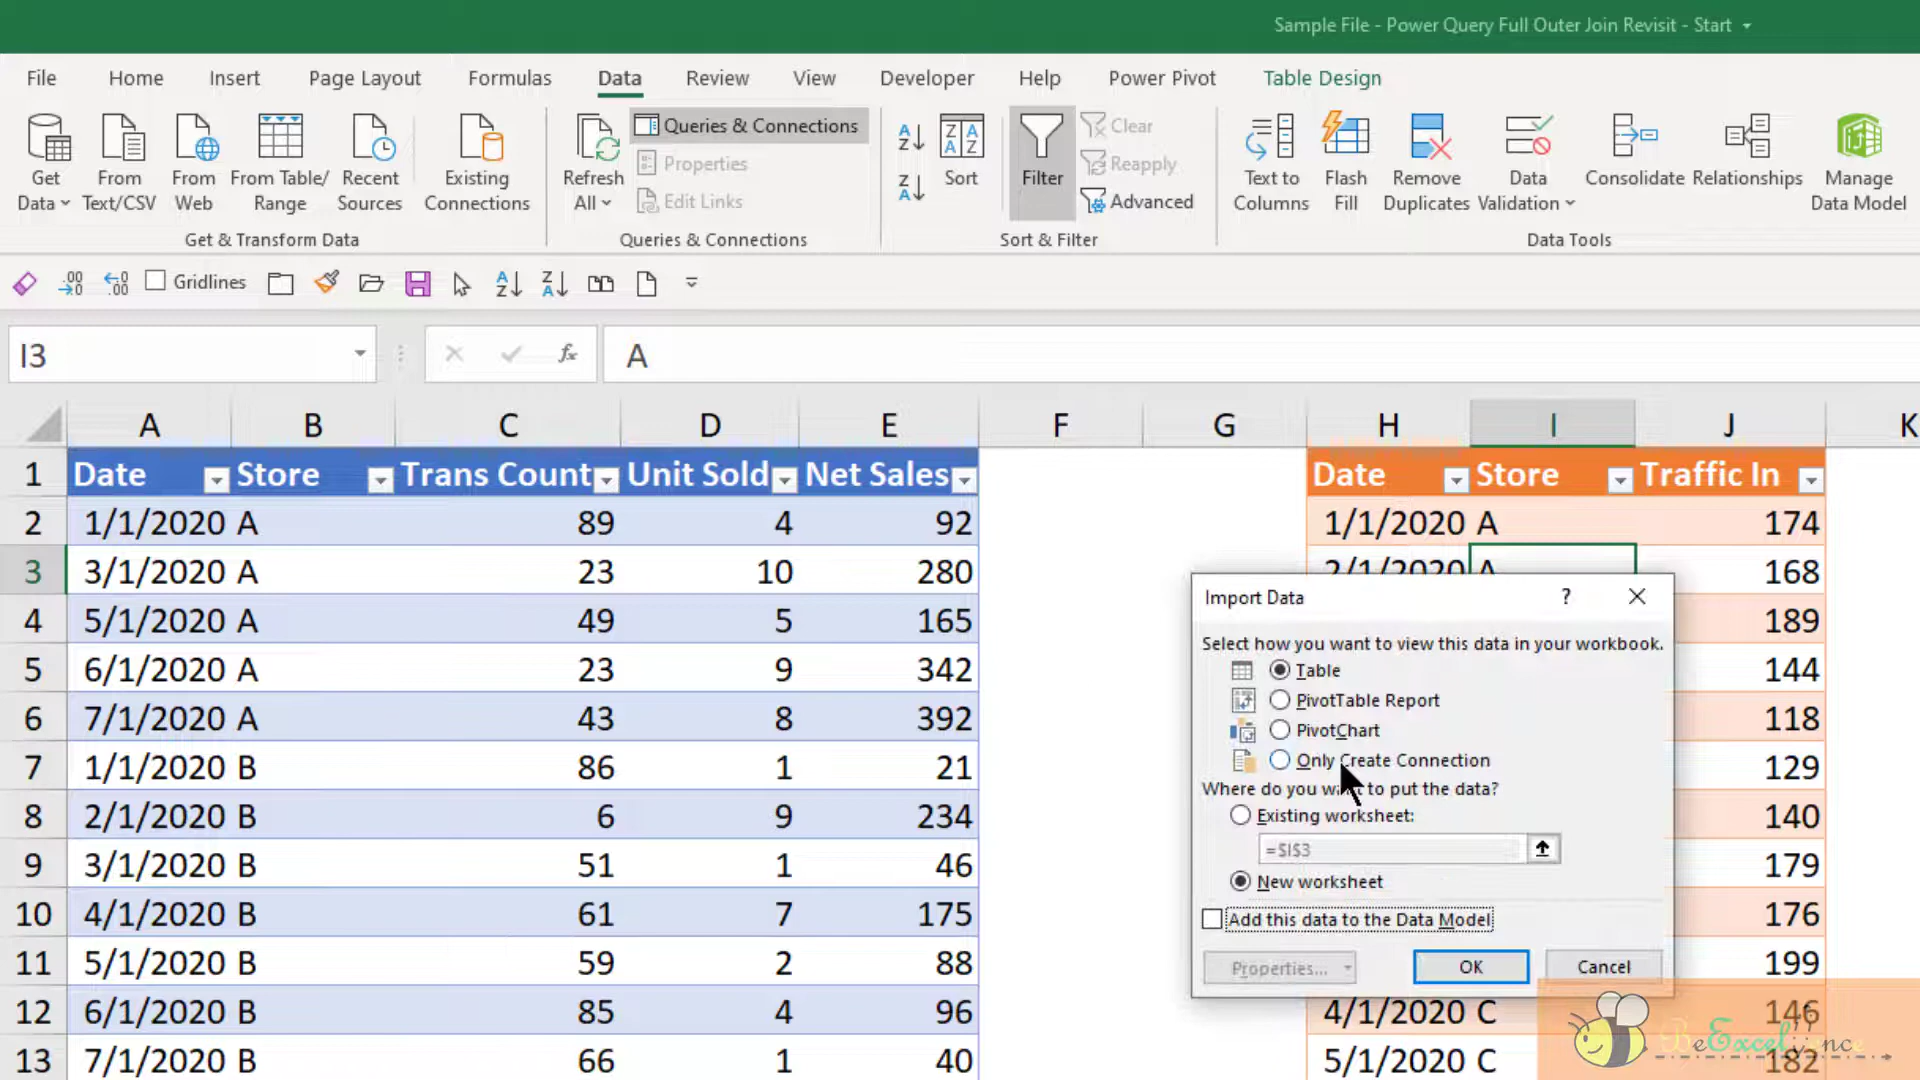 Sample File - Power Query Full Outer Join Revisit - Start
File Home Insert Page Layout Formulas Data Review View Developer Help Power Pivot Table Design
Get Data From Text/CSV From Web From Table/ Range Recent Sources Existing Connections Refresh All Queries & Connections Properties Edit Links Sort Filter Clear Reapply Advanced Text to Columns Flash Fill Remove Duplicates Data Validation Consolidate Relationships Manage Data Model
Get & Transform Data Queries & Connections Sort & Filter Data Tools
Gridlines
I3 fx A
A B C D E F G H I J K
1 Date Store Trans Count Unit Sold Net Sales Date Store Traffic In
2 1/1/2020 A 89 4 92 1/1/2020 A 174
3 3/1/2020 A 23 10 280 2/1/2020 A 168
4 5/1/2020 A 49 5 165 189
5 6/1/2020 A 23 9 342 144
6 7/1/2020 A 43 8 392 118
7 1/1/2020 B 86 1 21 129
8 2/1/2020 B 6 9 234 140
9 3/1/2020 B 51 1 46 179
10 4/1/2020 B 61 7 175 176
11 5/1/2020 B 59 2 88 199
12 6/1/2020 B 85 4 96 4/1/2020 C 146
13 7/1/2020 B 66 1 40 5/1/2020 C 182
Import Data ?
Select how you want to view this data in your workbook.
Table
PivotTable Report
PivotChart
Only Create Connection
Where do you want to put the data?
Existing worksheet:
=$I$3
New worksheet
Add this data to the Data Model
Properties... OK Cancel